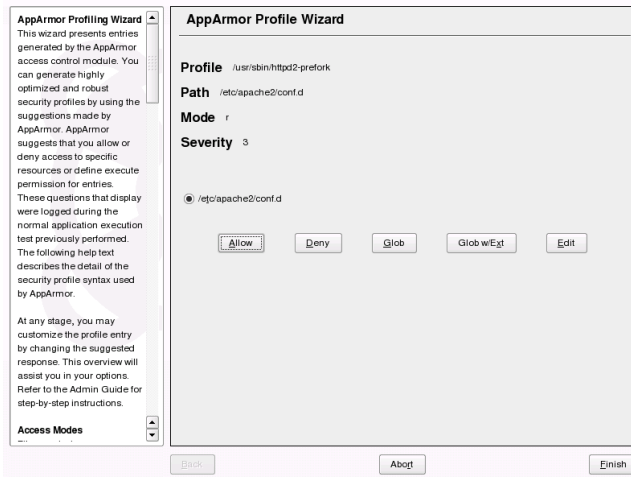 AppArmor Profiling Wizard
This wizard presents entries
generated by the AppArmor
access control module. You
can generate highly
optimized and robust
security profiles by using the
suggestions made by
AppArmor. AppArmor
suggests that you allow or
deny access to specific
resources or define execute
permission for entries.
These questions that display
were logged during the
normal application execution
test previously performed.
The following help text
describes the detail of the
security profile syntax used
by AppArmor.
At any stage, you may
customize the profile entry
by changing the suggested
response. This overview will
assist you in your options.
Refer to the Admin Guide for
step-by-step instructions.
Access Modes
AppArmor Profile Wizard
Profile /usr/sbin/httpd2-prefork
Path /etc/apache2/conf.d
Mode r
Severity 3
/etc/apache2/conf.d
Allow Deny Glob Glob w/Ext Edit
Back Abort Finish